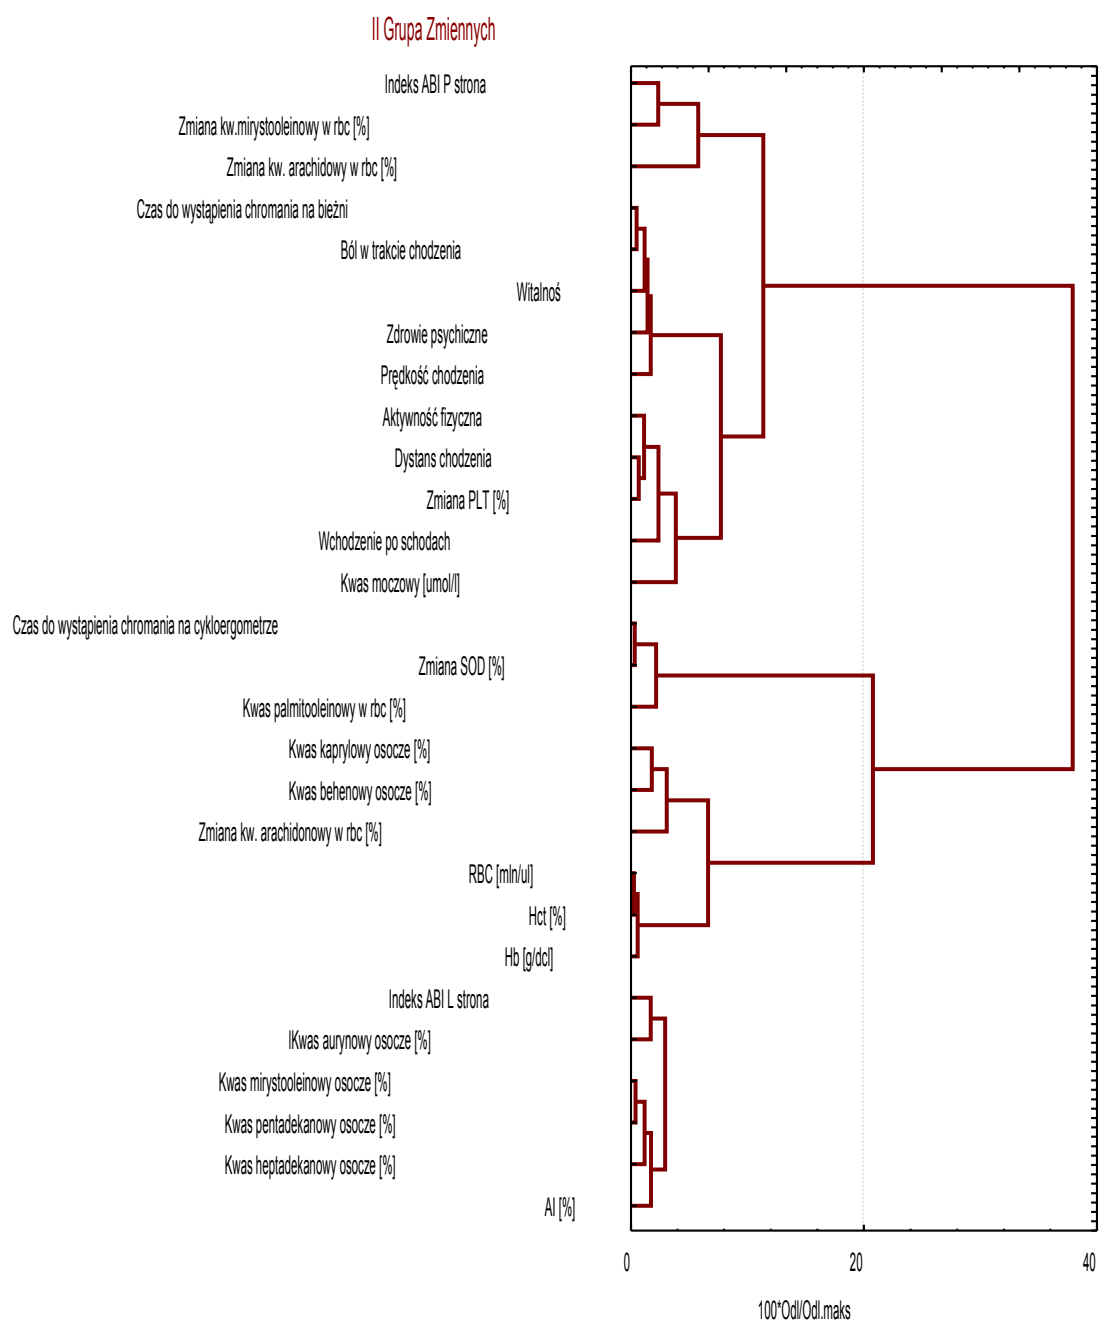 II Grupa Zmiennych
Indeks ABI P strona
Zmiana kw.mirystooleinowy w rbc [%]
Zmiana kw. arachidowy w rbc [%]
Czas do wystąpienia chromania na bieżni
Ból w trakcie chodzenia
Witalnoś
Zdrowie psychiczne
Prędkość chodzenia
Aktywność fizyczna
Dystans chodzenia
Zmiana PLT [%]
Wchodzenie po schodach
Kwas moczowy [umol/l]
Czas do wystąpienia chromania na cykloergometrze
Zmiana SOD [%]
Kwas palmitooleinowy w rbc [%]
Kwas kaprylowy osocze [%]
Kwas behenowy osocze [%]
Zmiana kw. arachidonowy w rbc [%]
RBC [mln/ul]
Hct [%]
Hb [g/dcl]
Indeks ABI L strona
lKwas aurynowy osocze [%]
Kwas mirystooleinowy osocze [%]
Kwas pentadekanowy osocze [%]
Kwas heptadekanowy osocze [%]
AI [%]
0 20 40
100*Odl/Odl.maks